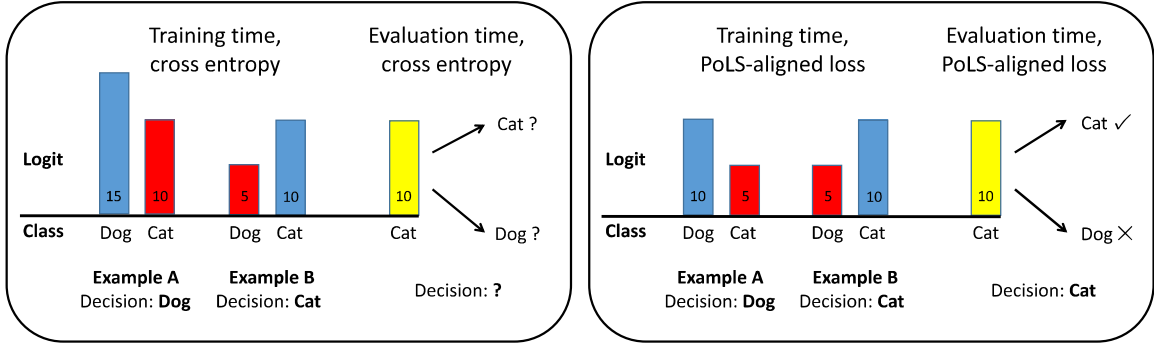 Training time,
cross entropy
Evaluation time,
cross entropy
Cat ?
Logit
15
10
5
10
10
Class
Dog
Cat
Dog
Cat
Cat
Dog ?
Example A
Decision: Dog
Example B
Decision: Cat
Decision: ?
Training time,
PoLS-aligned loss
Evaluation time,
PoLS-aligned loss
Cat ✓
Logit
10
5
5
10
10
Class
Dog
Cat
Dog
Cat
Cat
Dog ×
Example A
Decision: Dog
Example B
Decision: Cat
Decision: Cat